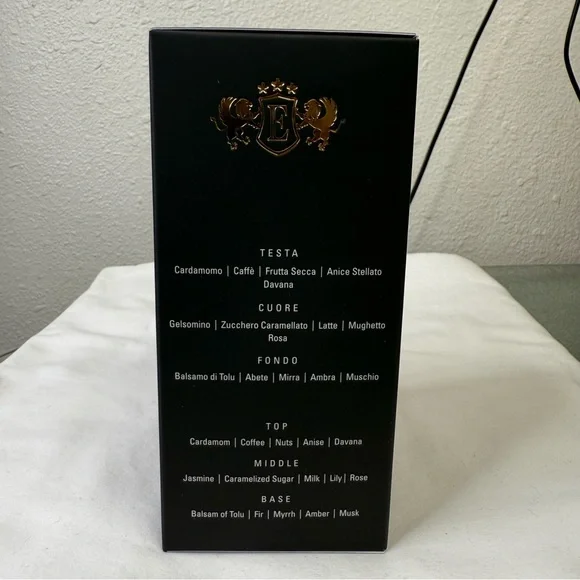 E
TESTA
Cardamomo | Caffè | Frutta Secca | Anice Stellato
Davana
CUORE
Gelsomino | Zucchero Caramellato | Latte | Mughetto
Rosa
FONDO
Balsamo di Tolu | Abete | Mirra | Ambra | Muschio
TOP
Cardamom | Coffee | Nuts | Anise | Davana
MIDDLE
Jasmine | Caramelized Sugar | Milk | Lily | Rose
BASE
Balsam of Tolu | Fir | Myrrh | Amber | Musk